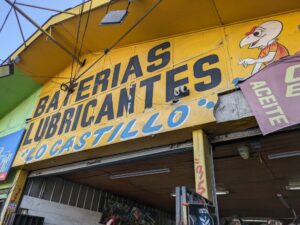 BATERIAS
LUBRICANTES
"LO CASTILLO"
ACEITE